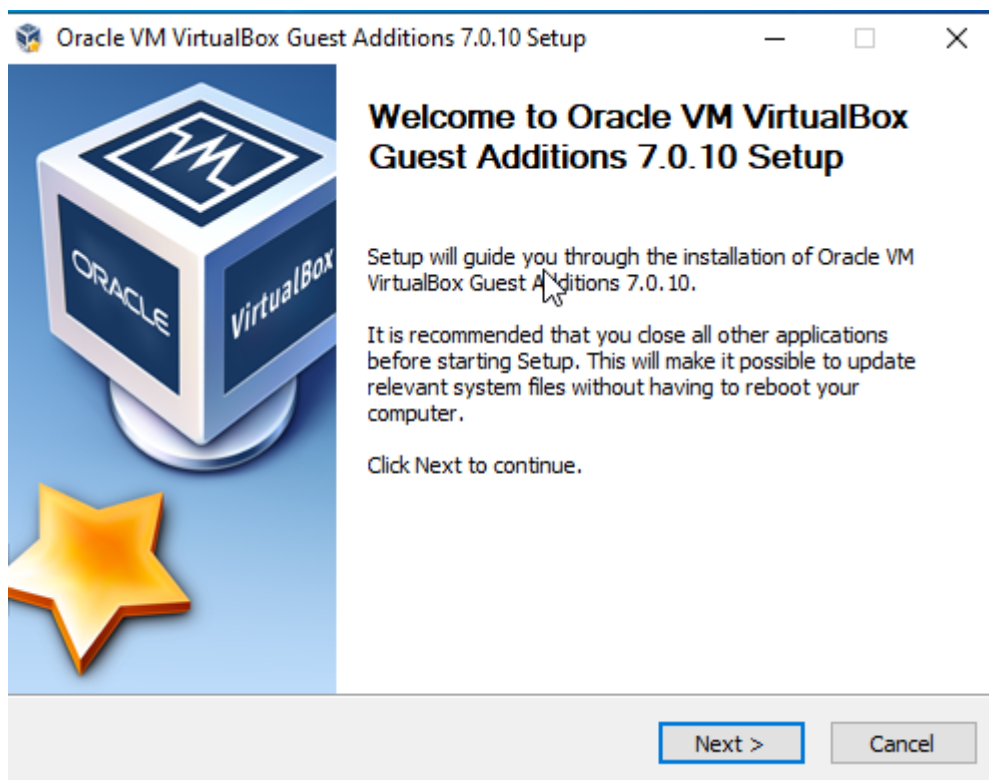 Oracle VM VirtualBox Guest Additions 7.0.10 Setup
Welcome to Oracle VM VirtualBox
Guest Additions 7.0.10 Setup
Setup will guide you through the installation of Oracle VM
VirtualBox Guest Additions 7.0.10.
It is recommended that you close all other applications
before starting Setup. This will make it possible to update
relevant system files without having to reboot your
computer.
Click Next to continue.
ORACLE
VirtualBox
Next >
Cancel